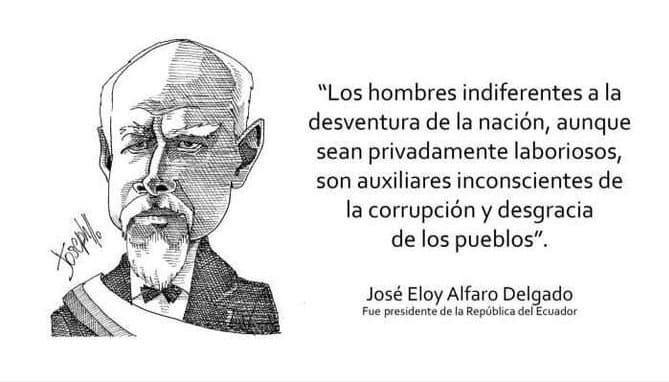 “Los hombres indiferentes a la
desventura de la nación, aunque
sean privadamente laboriosos,
son auxiliares inconscientes de
la corrupción y desgracia
de los pueblos”.
José Eloy Alfaro Delgado
Fue presidente de la República del Ecuador